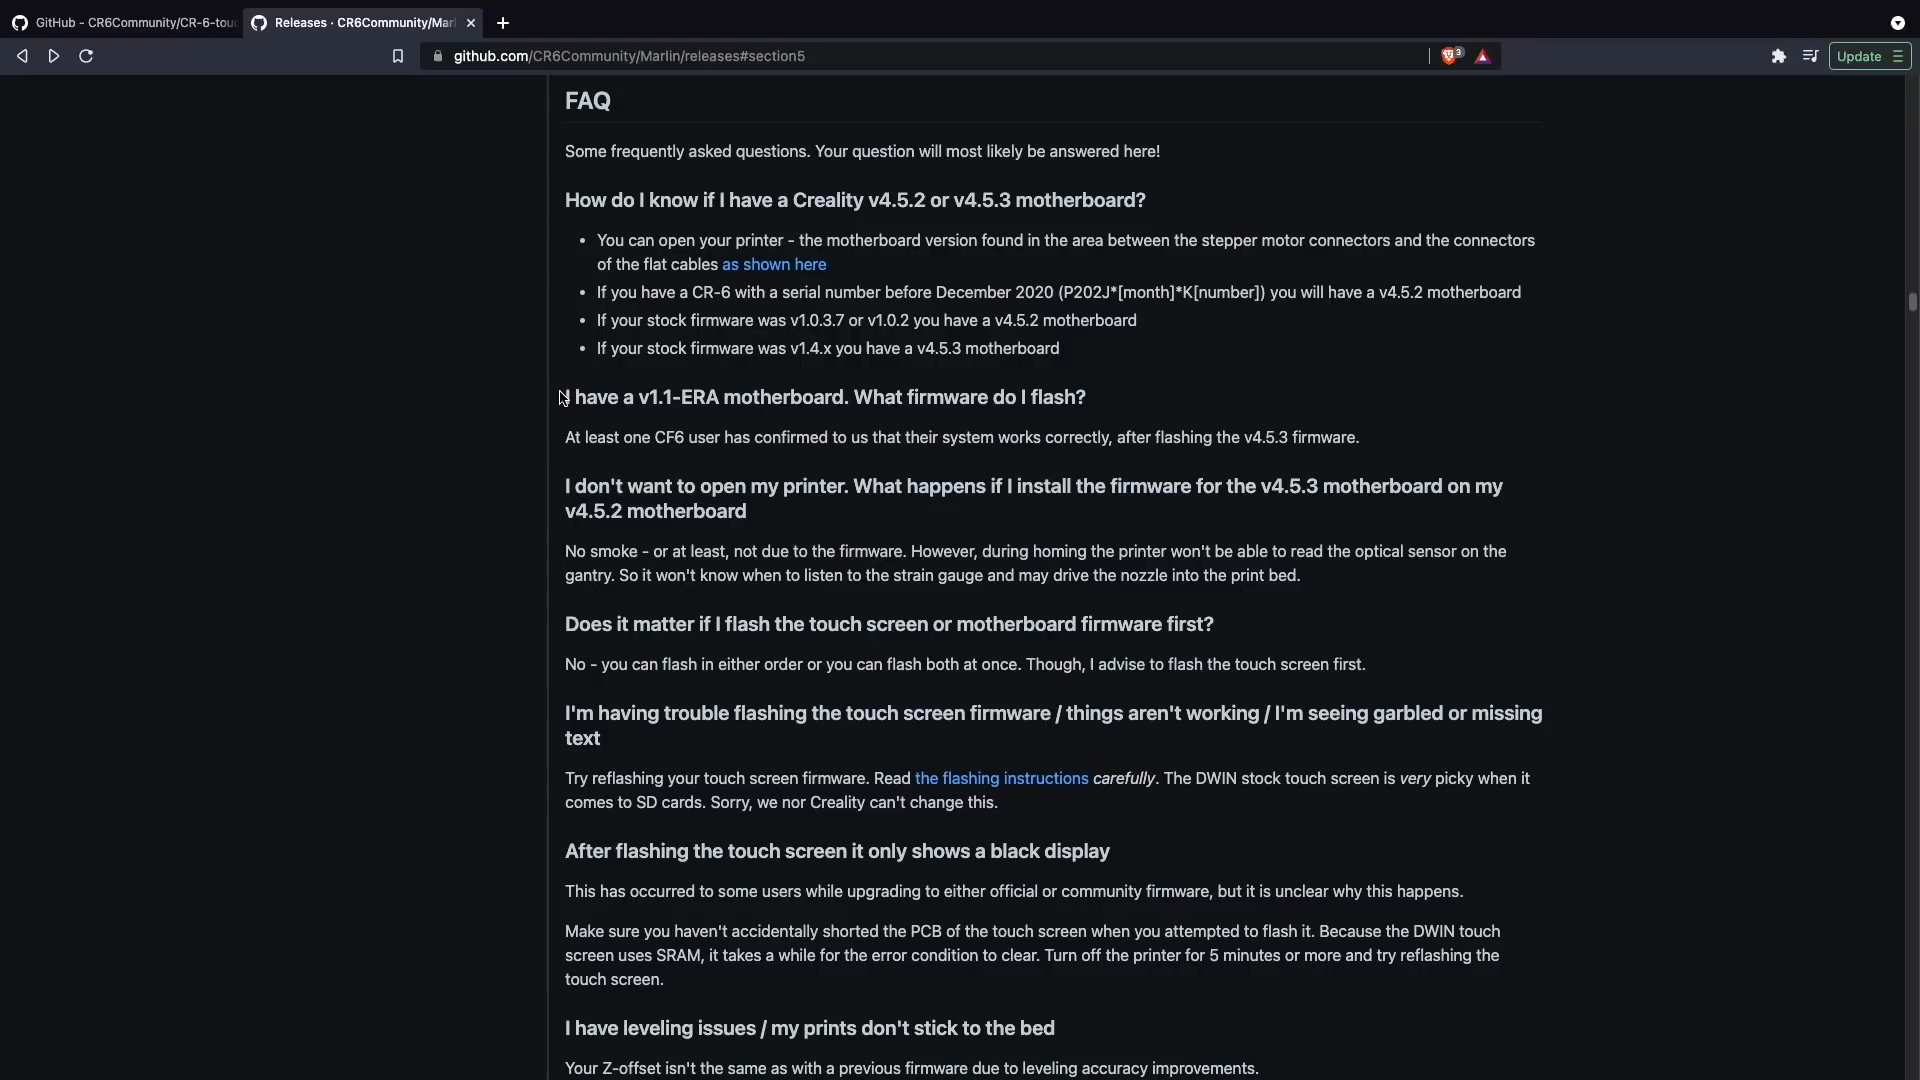 GitHub - CR6Community/CR-6-touc
Releases · CR6Community/Marl
github.com/CR6Community/Marlin/releases#section5
3
Update
FAQ
Some frequently asked questions. Your question will most likely be answered here!
How do I know if I have a Creality v4.5.2 or v4.5.3 motherboard?
• You can open your printer - the motherboard version found in the area between the stepper motor connectors and the connectors
of the flat cables as shown here
• If you have a CR-6 with a serial number before December 2020 (P202J*[month]*K[number]) you will have a v4.5.2 motherboard
• If your stock firmware was v1.0.3.7 or v1.0.2 you have a v4.5.2 motherboard
• If your stock firmware was v1.4.x you have a v4.5.3 motherboard
I have a v1.1-ERA motherboard. What firmware do I flash?
At least one CF6 user has confirmed to us that their system works correctly, after flashing the v4.5.3 firmware.
I don't want to open my printer. What happens if I install the firmware for the v4.5.3 motherboard on my
v4.5.2 motherboard
No smoke - or at least, not due to the firmware. However, during homing the printer won't be able to read the optical sensor on the
gantry. So it won't know when to listen to the strain gauge and may drive the nozzle into the print bed.
Does it matter if I flash the touch screen or motherboard firmware first?
No - you can flash in either order or you can flash both at once. Though, I advise to flash the touch screen first.
I'm having trouble flashing the touch screen firmware / things aren't working / I'm seeing garbled or missing
text
Try reflashing your touch screen firmware. Read the flashing instructions carefully. The DWIN stock touch screen is very picky when it
comes to SD cards. Sorry, we nor Creality can't change this.
After flashing the touch screen it only shows a black display
This has occurred to some users while upgrading to either official or community firmware, but it is unclear why this happens.
Make sure you haven't accidentally shorted the PCB of the touch screen when you attempted to flash it. Because the DWIN touch
screen uses SRAM, it takes a while for the error condition to clear. Turn off the printer for 5 minutes or more and try reflashing the
touch screen.
I have leveling issues / my prints don't stick to the bed
Your Z-offset isn't the same as with a previous firmware due to leveling accuracy improvements.